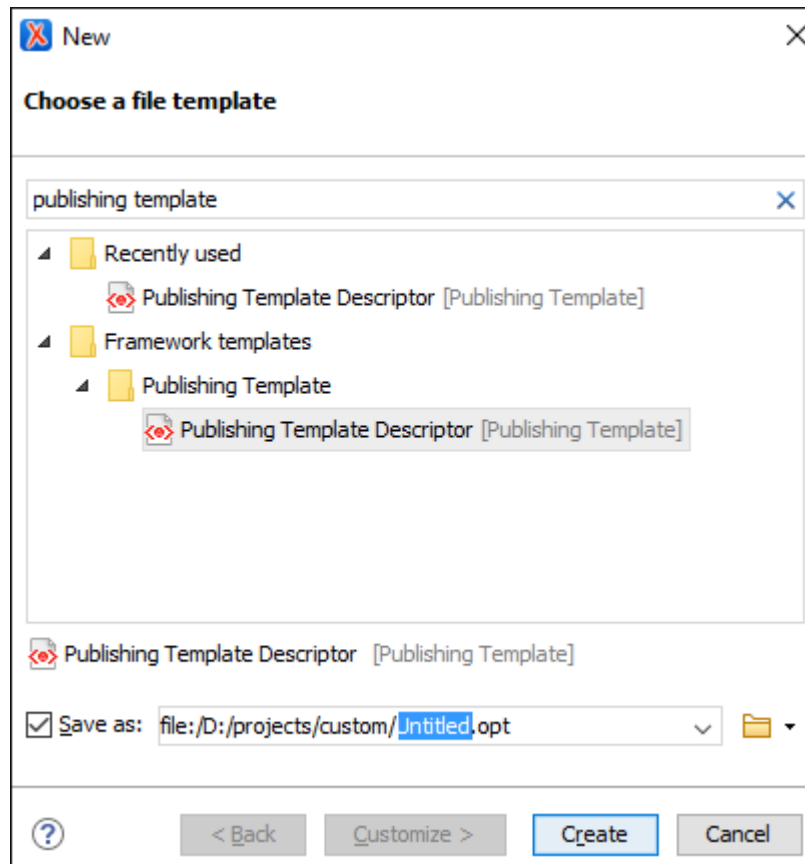 New
Choose a file template
publishing template
Recently used
Publishing Template Descriptor [Publishing Template]
Framework templates
Publishing Template
Publishing Template Descriptor [Publishing Template]
Publishing Template Descriptor [Publishing Template]
Save as: file:/D:/projects/custom/Untitled.opt
? < Back Customize > Create Cancel